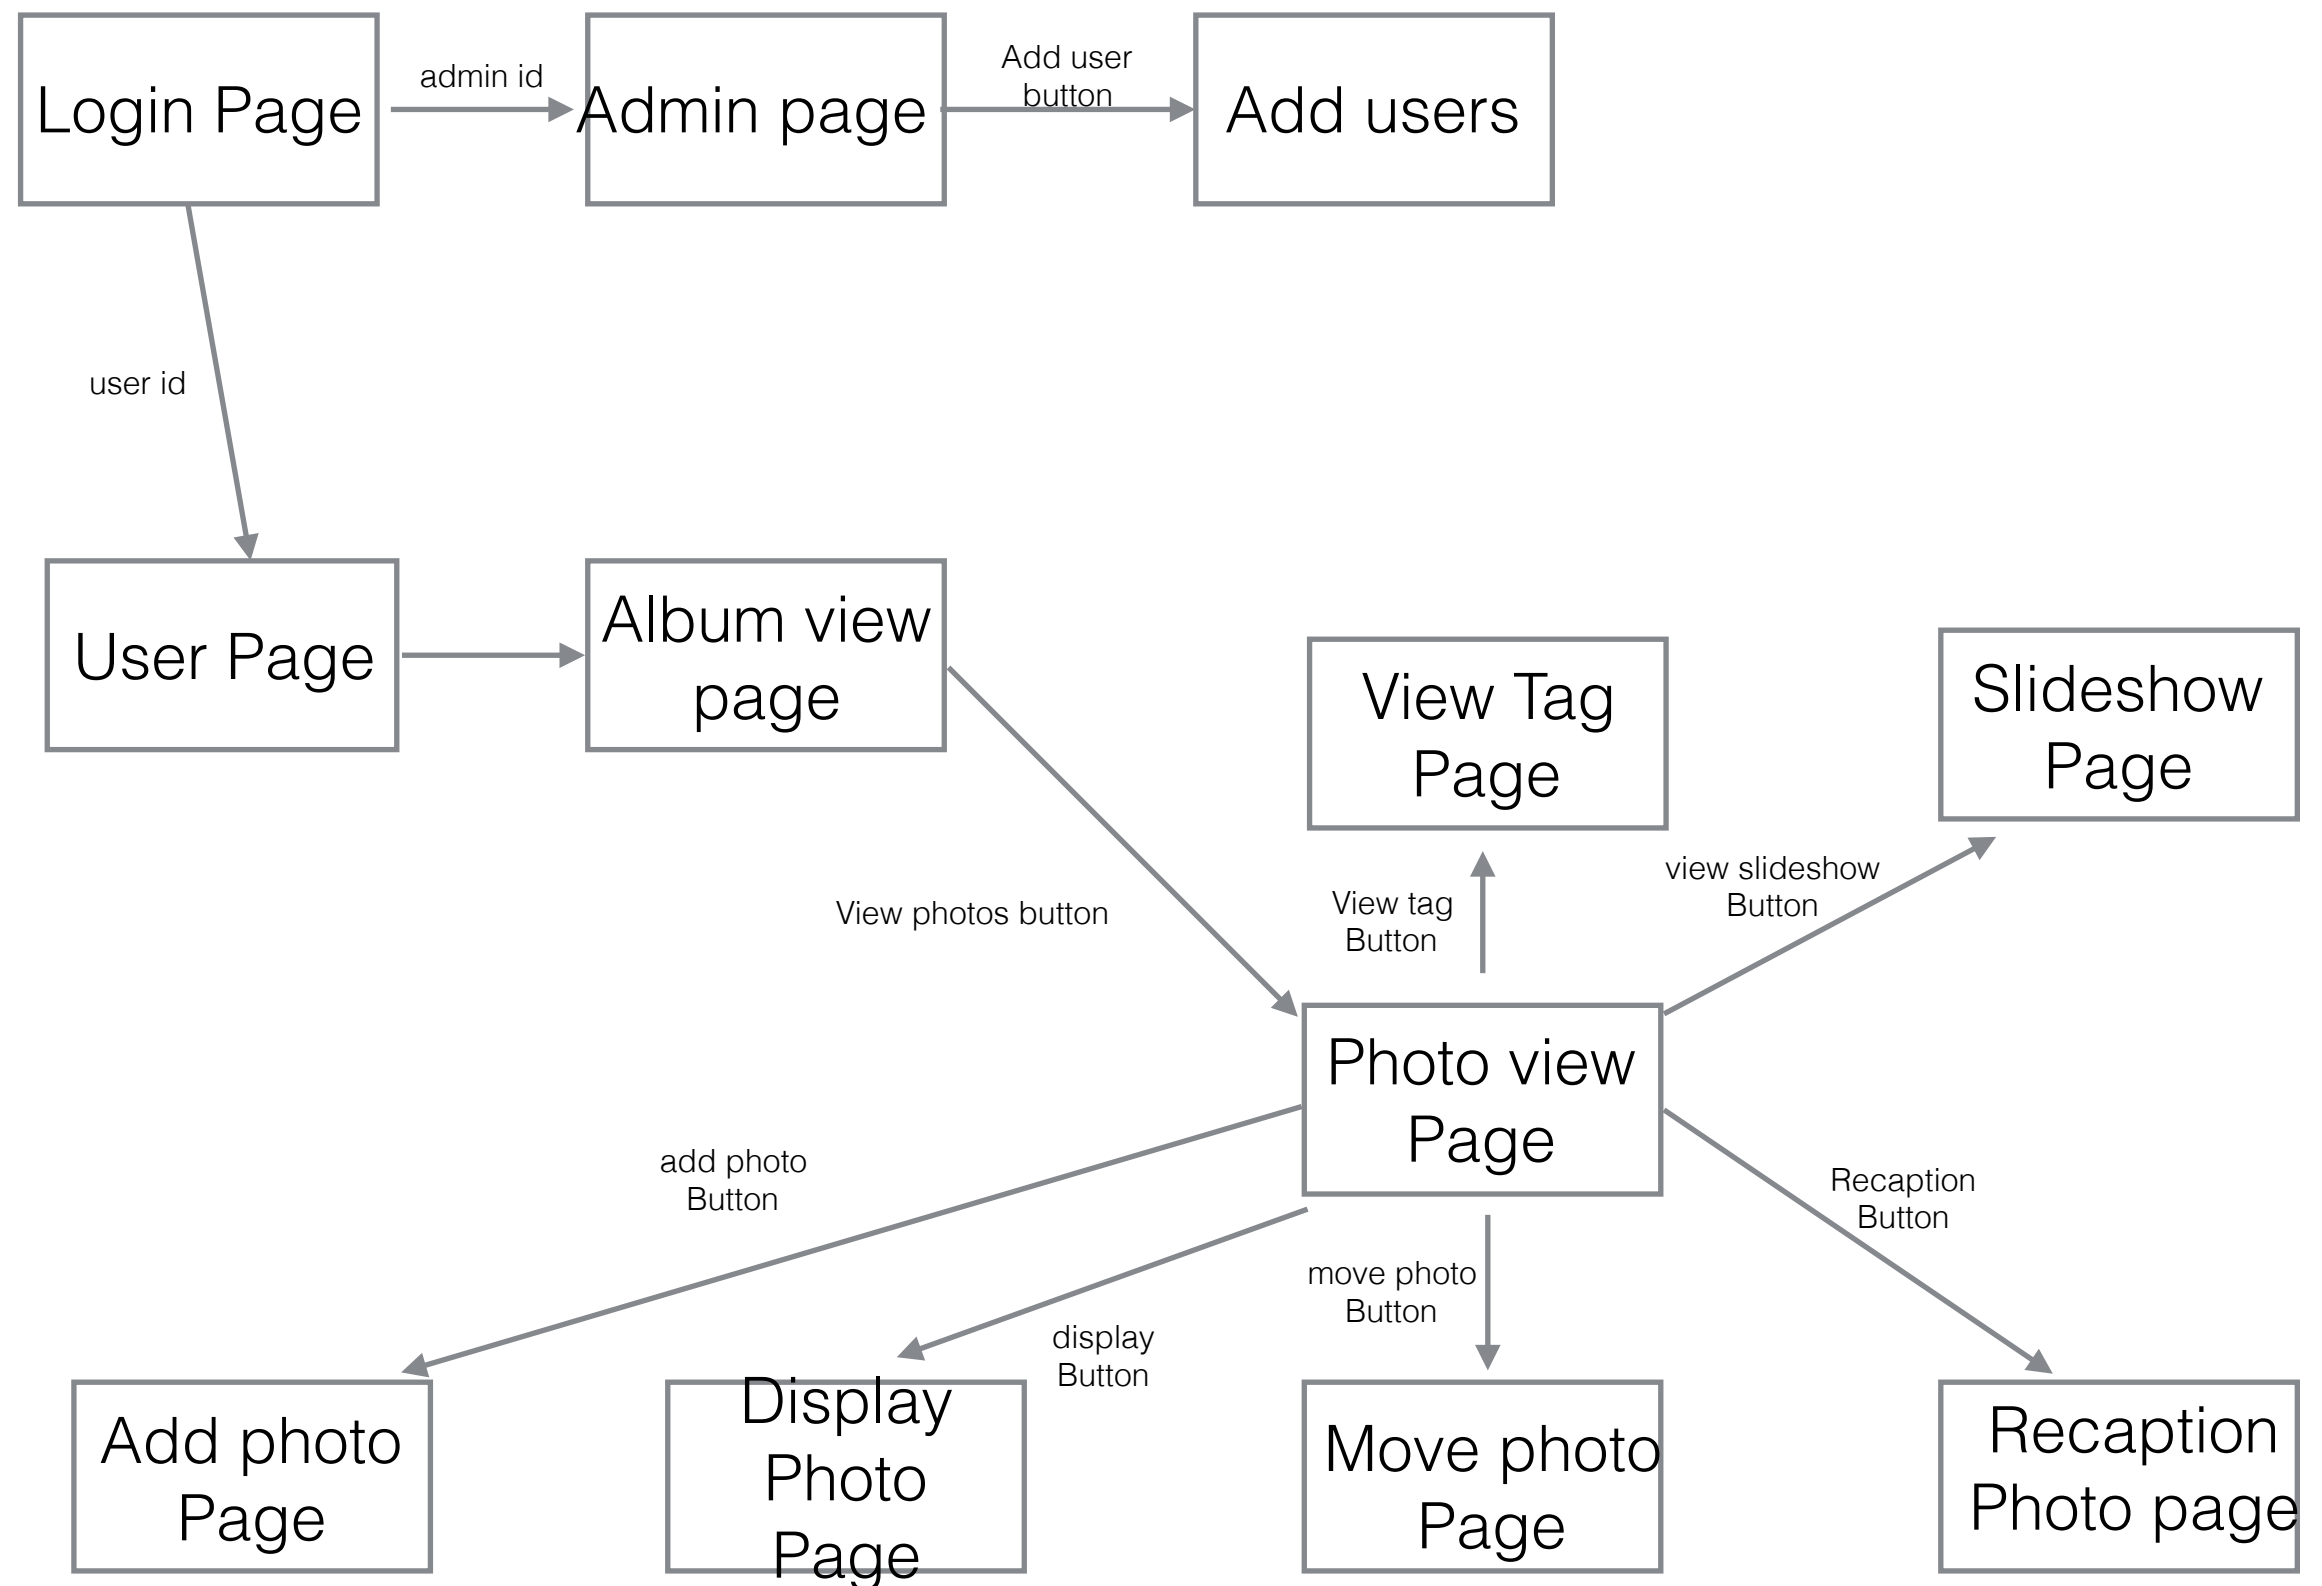 Login Page
admin id
Admin page
Add user
button
Add users
user id
User Page
Album view
page
View Tag
Page
Slideshow
Page
View photos button
View tag
Button
view slideshow
Button
Photo view
Page
add photo
Button
Recaption
Button
move photo
Button
display
Button
Add photo
Page
Display
Photo
Page
Move photo
Page
Recaption
Photo page